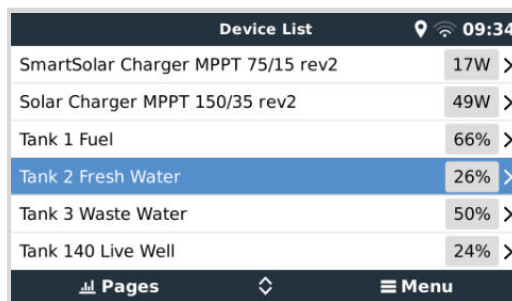 Device List 09:34
SmartSolar Charger MPPT 75/15 rev2 17W
Solar Charger MPPT 150/35 rev2 49W
Tank 1 Fuel 66%
Tank 2 Fresh Water 26%
Tank 3 Waste Water 50%
Tank 140 Live Well 24%
Pages Menu